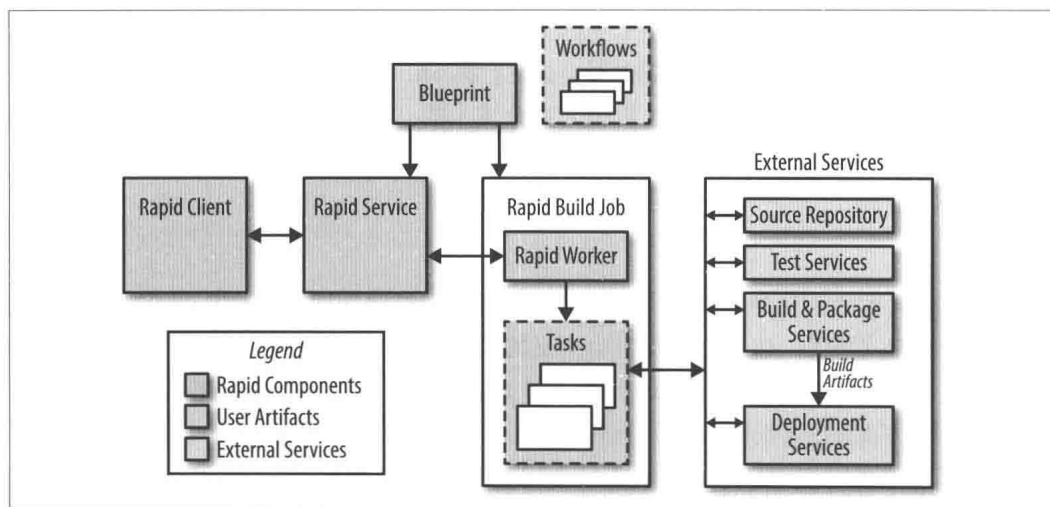 Workflows
Blueprint
External Services
Rapid Client
Rapid Service
Rapid Build Job
Source Repository
Rapid Worker
Test Services
Build & Package
Services
Tasks
Build
Artifacts
Deployment
Services
Legend
Rapid Components
User Artifacts
External Services